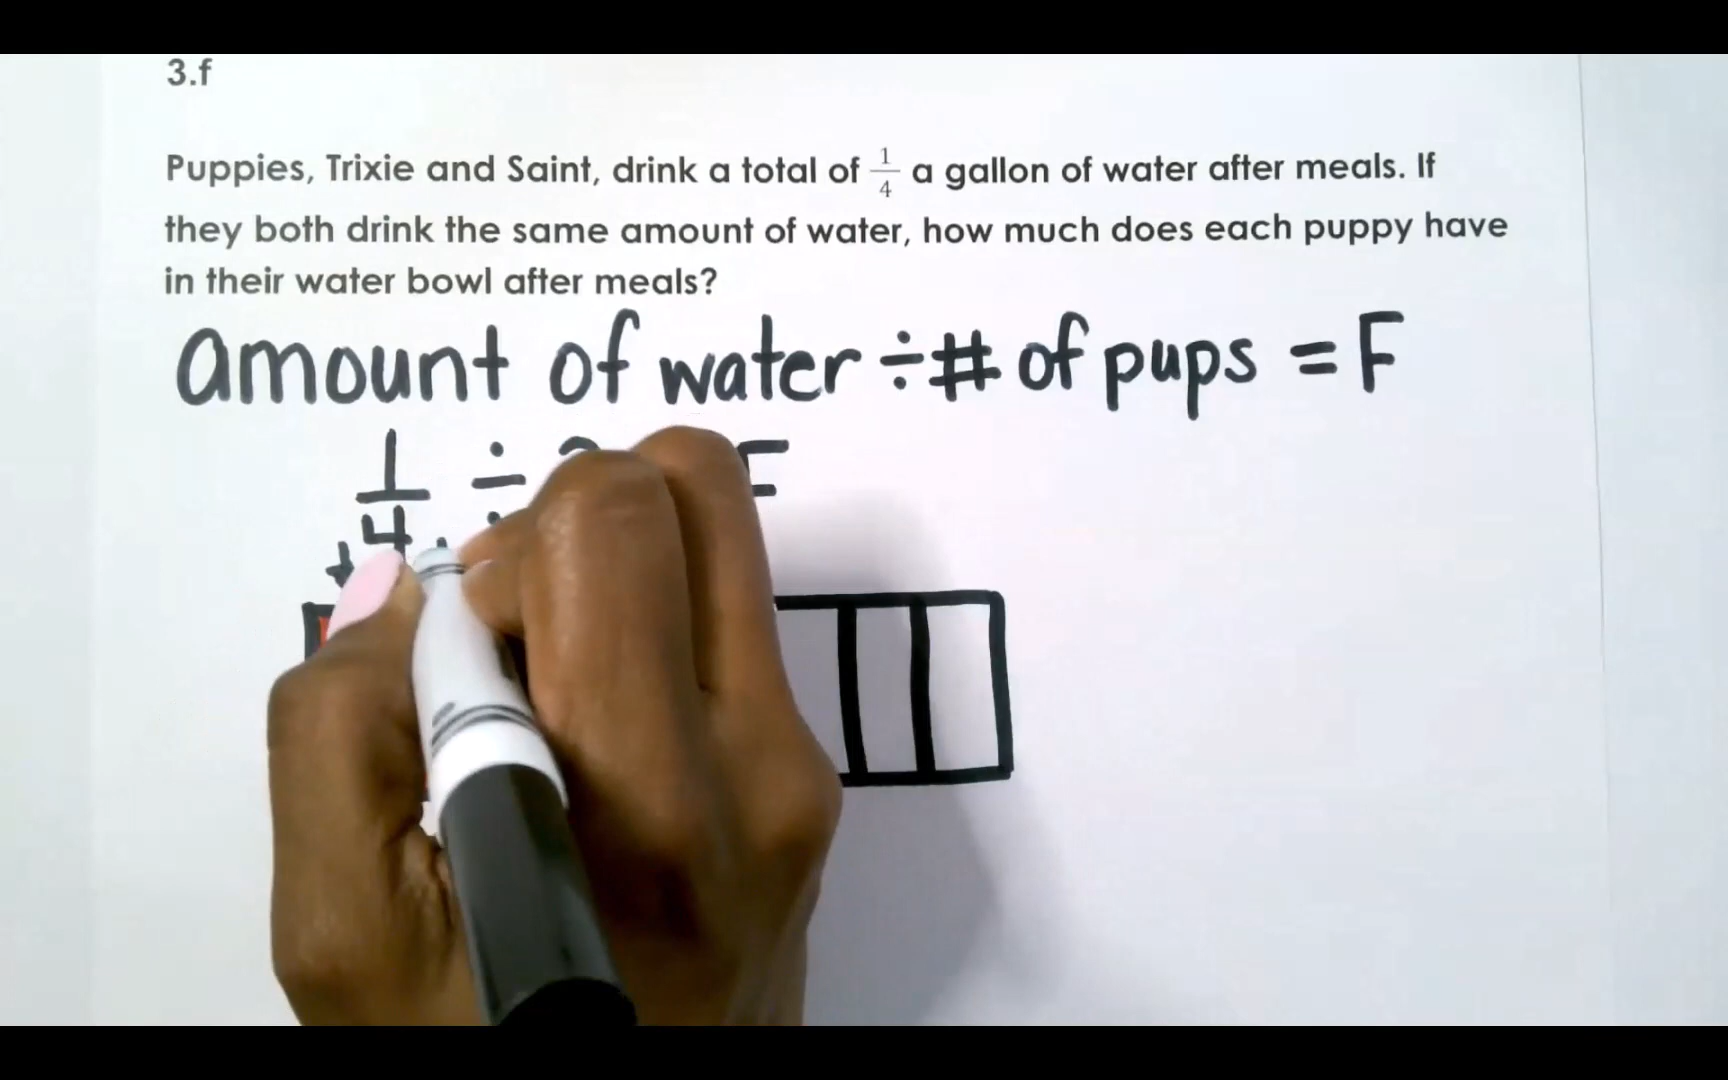 3.f
Puppies, Trixie and Saint, drink a total of 1/4 a gallon of water after meals. If
they both drink the same amount of water, how much does each puppy have
in their water bowl after meals?
amount of water ÷ # of pups = F
1/4 ÷ F